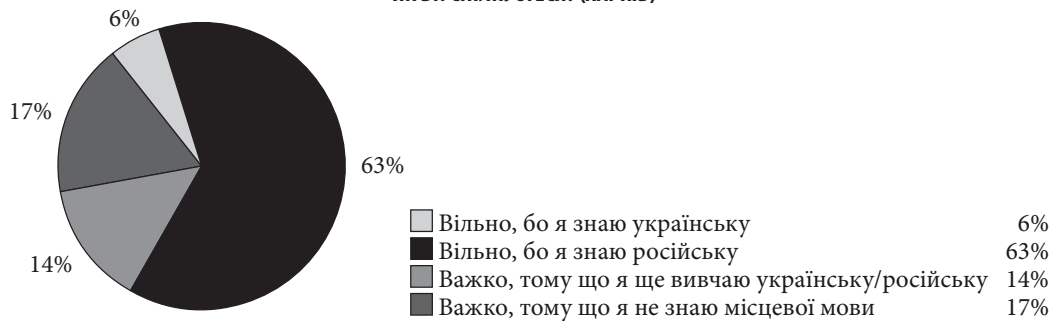 6%
17%
63%
14%
Вільно, бо я знаю українську 6%
Вільно, бо я знаю російську 63%
Важко, тому що я ще вивчаю українську/російську 14%
Важко, тому що я не знаю місцевої мови 17%